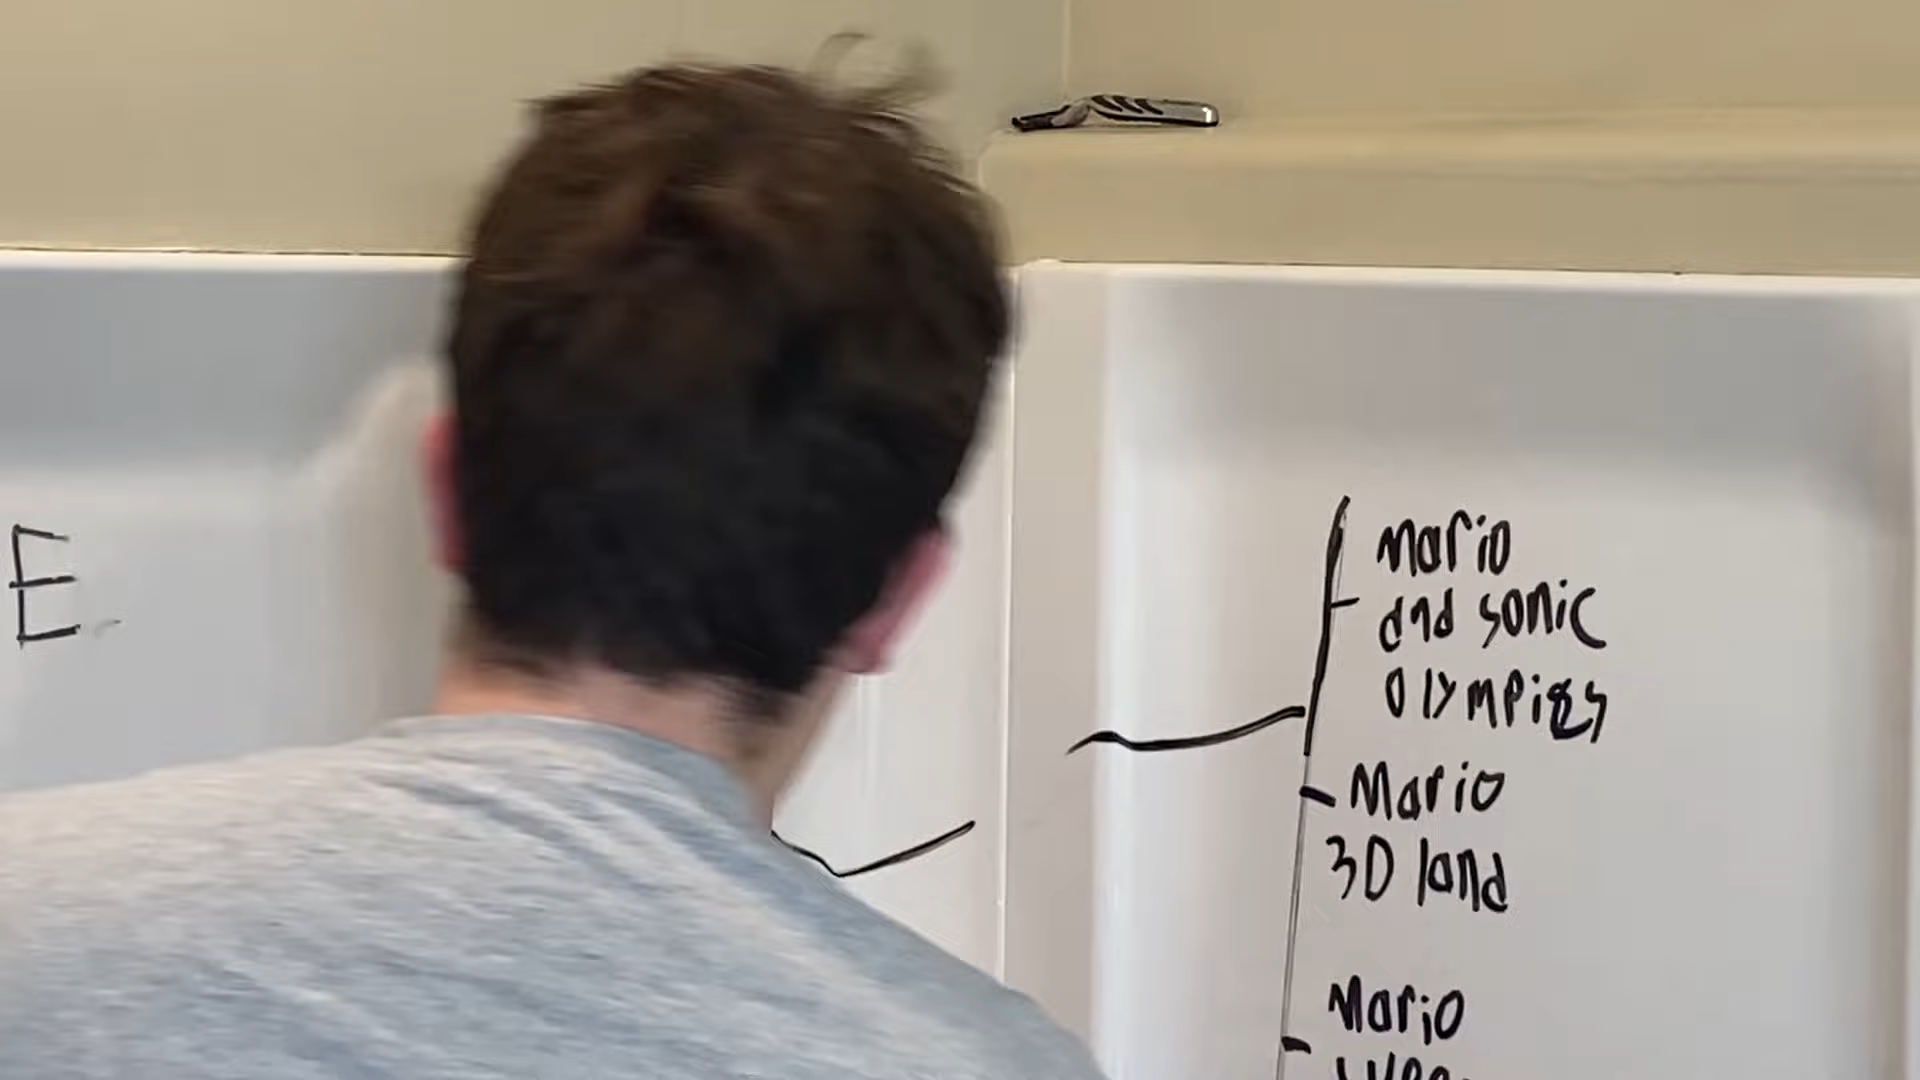 E
Mario
and sonic
Olympics
Mario
3D land
Mario